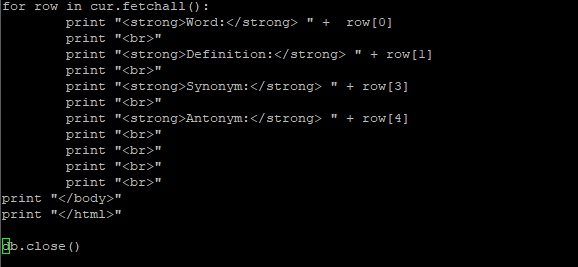 for row in cur.fetchall():
        print "<strong>Word:</strong> " +  row[0]
        print "<br>"
        print "<strong>Definition:</strong> " + row[1]
        print "<br>"
        print "<strong>Synonym:</strong> " + row[3]
        print "<br>"
        print "<strong>Antonym:</strong> " + row[4]
        print "<br>"
        print "<br>"
        print "<br>"
        print "<br>"
print "</body>"
print "</html>"

db.close()